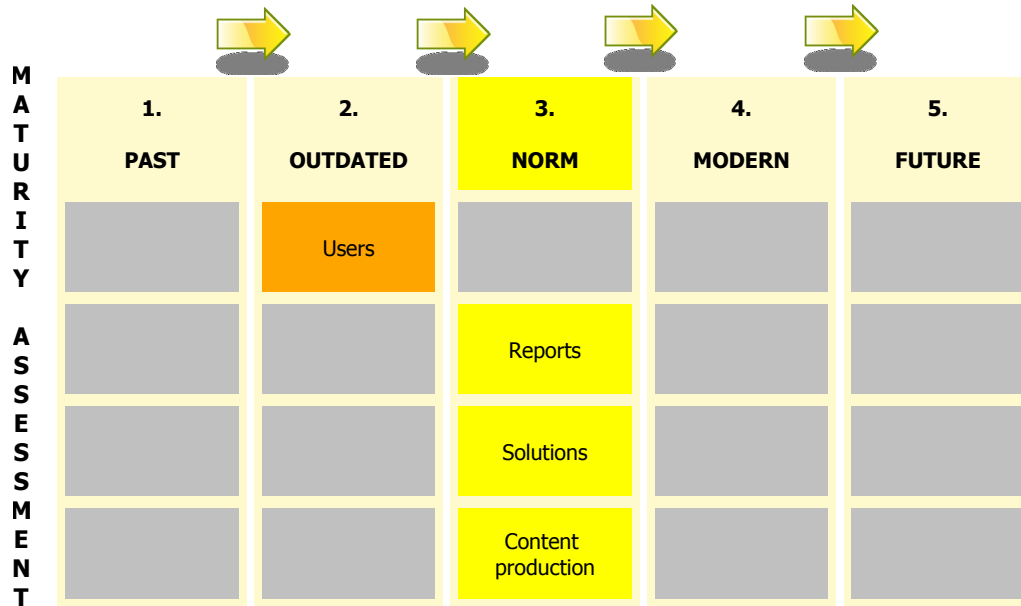 MATURITY ASSESSMENT
1. 2. 3. 4. 5.
PAST OUTDATED NORM MODERN FUTURE
Users
Reports
Solutions
Content
production